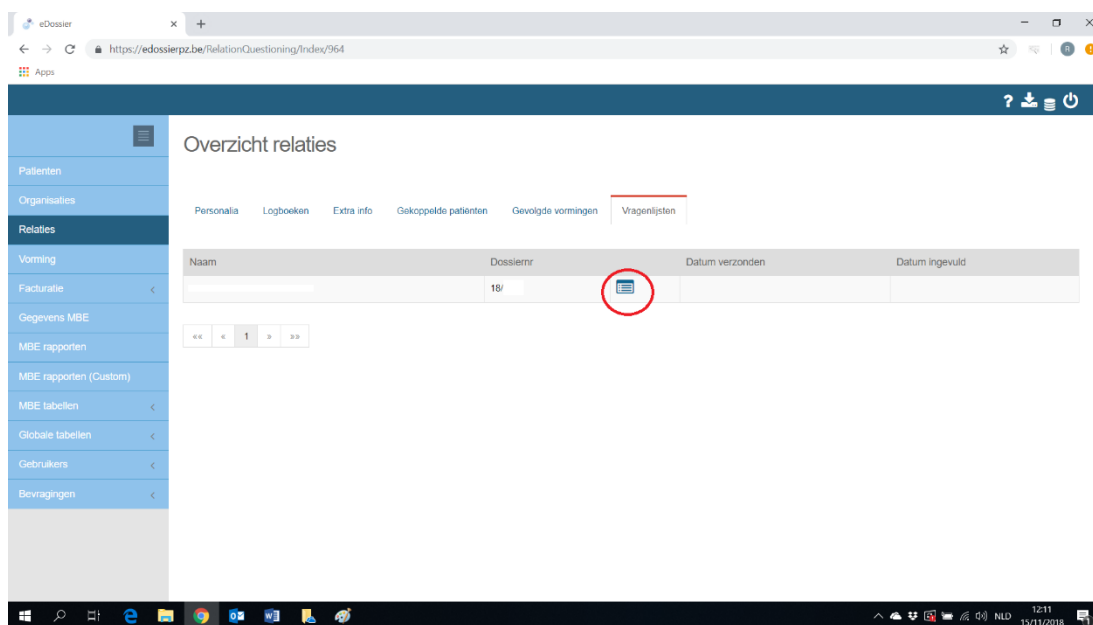 eDossier
https://edossierpz.be/RelationQuestioning/Index/964
R
Apps
?
Overzicht relaties
Patienten
Organisaties
Relaties
Vorming
Facturatie
Gegevens MBE
MBE rapporten
MBE rapporten (Custom)
MBE tabellen
Globale tabellen
Gebruikers
Bevragingen
Personalia Logboeken Extra info Gekoppelde patienten Gevolgde vormingen Vragenlijsten
Naam Dossiernr Datum verzonden Datum ingevuld
18/
«« « 1 » »»
NLD 12:11
15/11/2018